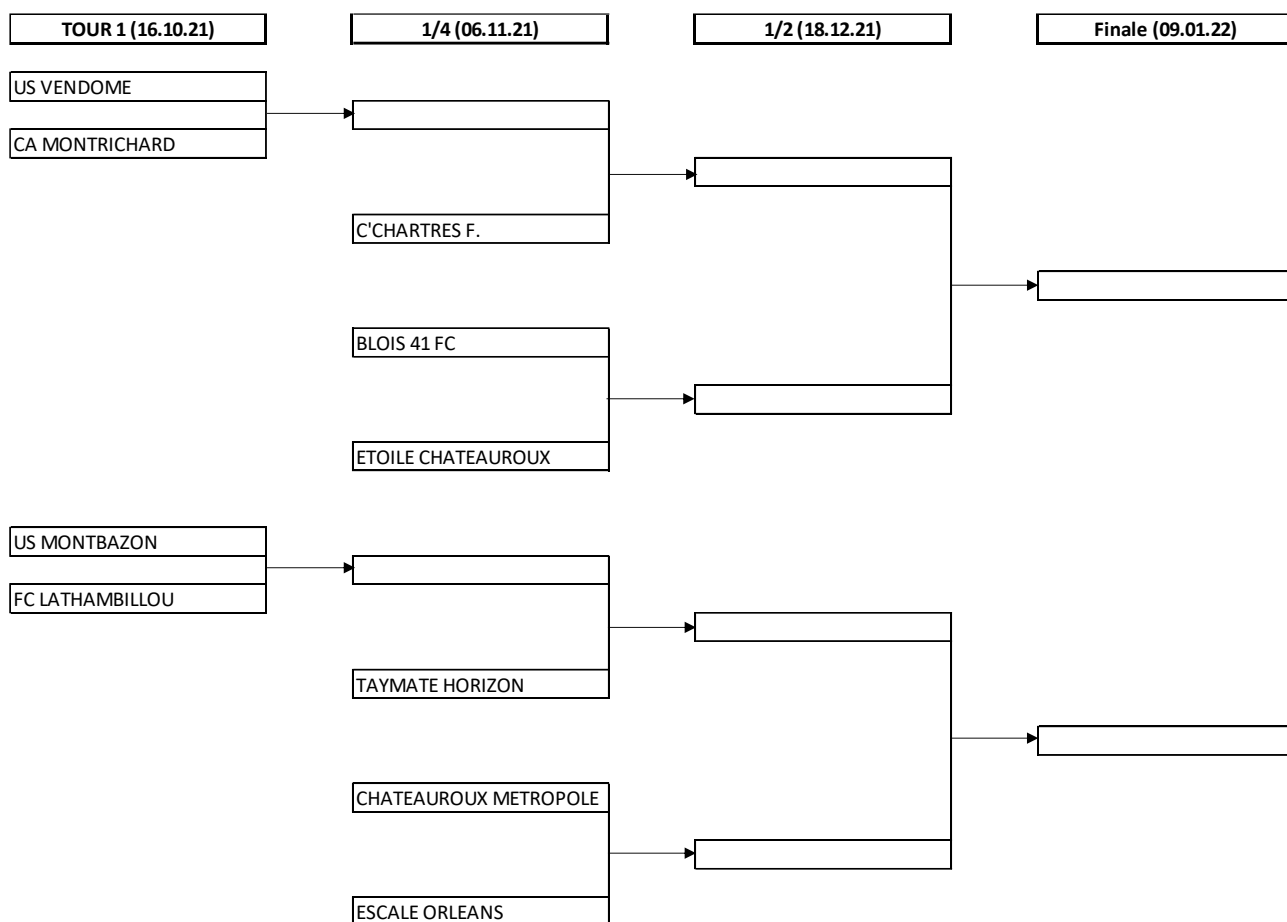 TOUR 1 (16.10.21)
1/4 (06.11.21)
1/2 (18.12.21)
Finale (09.01.22)
US VENDOME
CA MONTRICHARD
C'CHARTRES F.
BLOIS 41 FC
ETOILE CHATEAUROUX
US MONTBAZON
FC LATHAMBILLOU
TAYMATE HORIZON
CHATEAUROUX METROPOLE
ESCALE ORLEANS